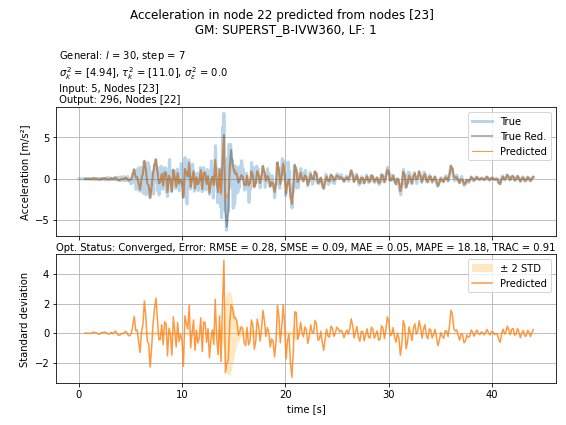 Acceleration in node 22 predicted from nodes [23]
GM: SUPERST_B-IVW360, LF: 1
General: l = 30, step = 7
σ²ₖ = [4.94], τ²ₖ = [11.0], σ²ε = 0.0
Input: 5, Nodes [23]
Output: 296, Nodes [22]
Acceleration [m/s²]
5
0
−5
True
True Red.
Predicted
Opt. Status: Converged, Error: RMSE = 0.28, SMSE = 0.09, MAE = 0.05, MAPE = 18.18, TRAC = 0.91
Standard deviation
4
2
0
−2
± 2 STD
Predicted
0
10
20
30
40
time [s]